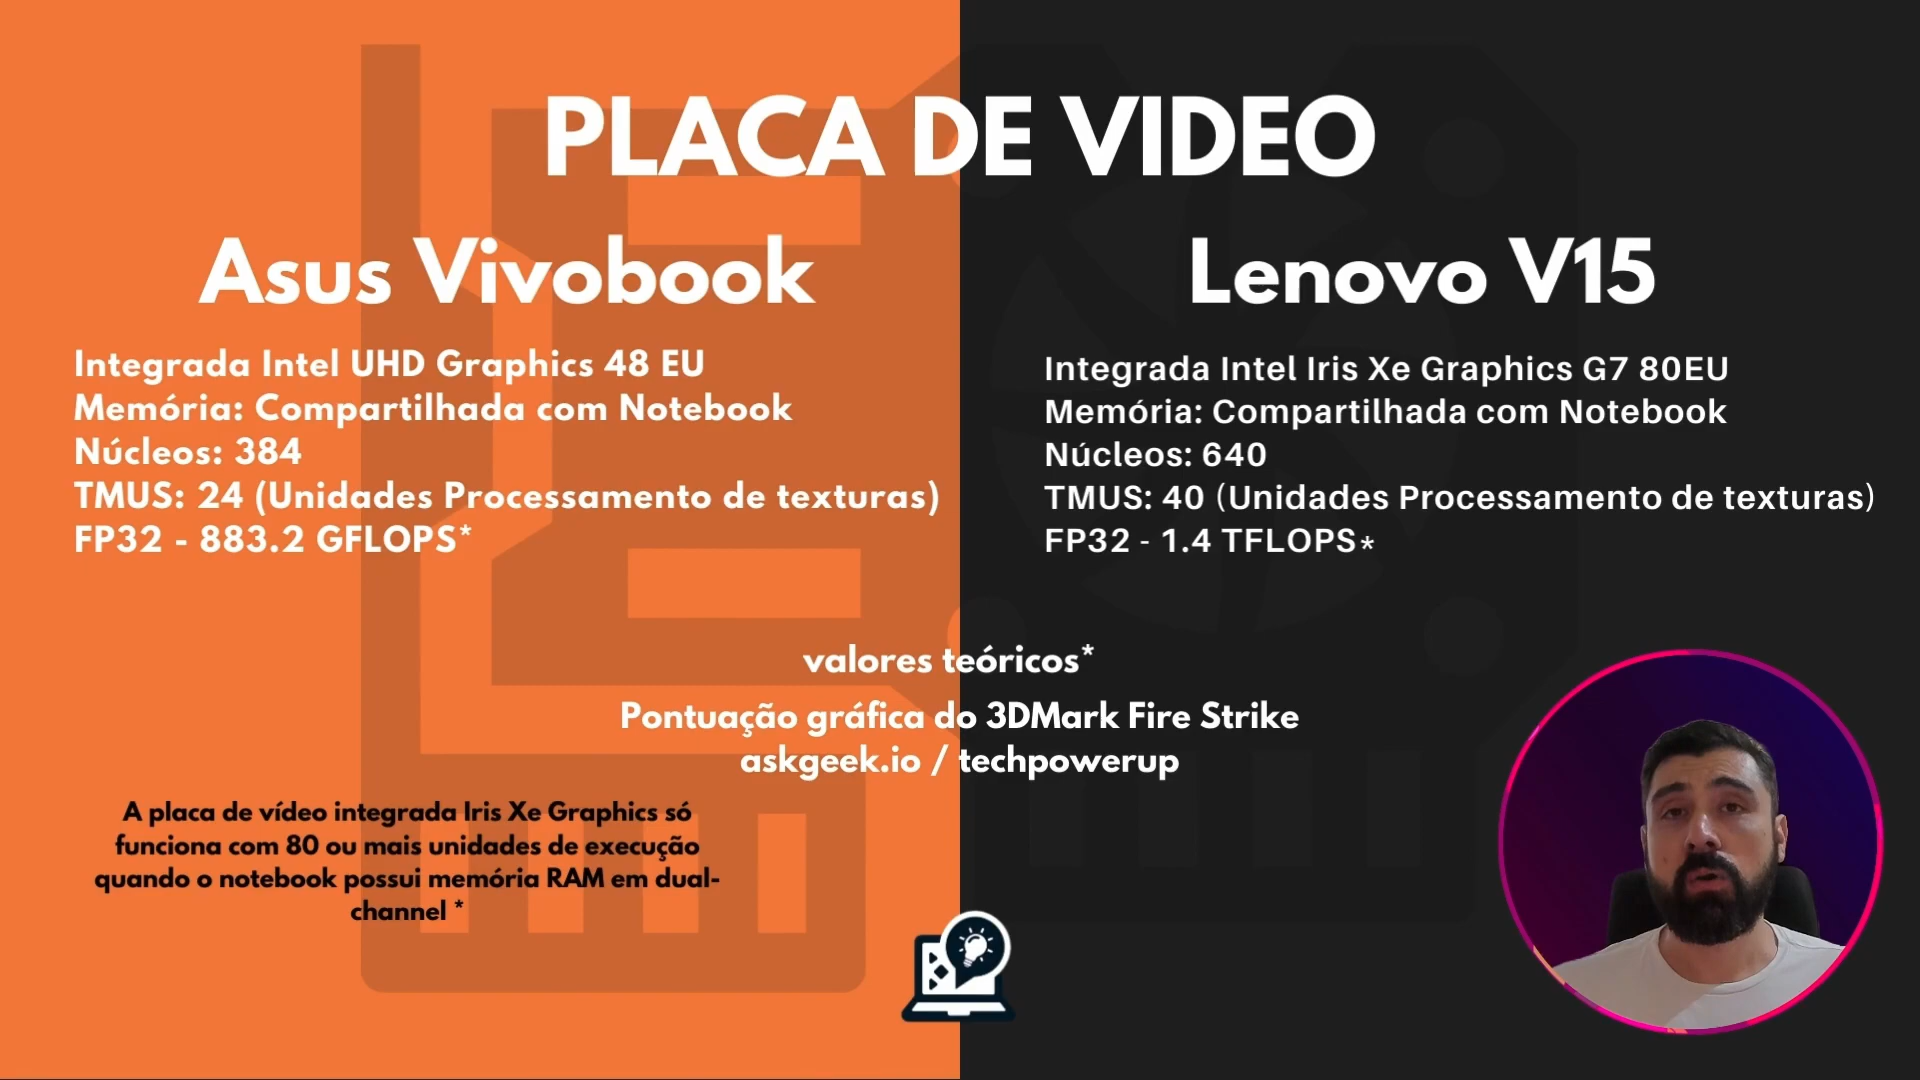 PLACA DE VIDEO
Asus Vivobook
Integrada Intel UHD Graphics 48 EU
Memória: Compartilhada com Notebook
Núcleos: 384
TMUS: 24 (Unidades Processamento de texturas)
FP32 - 883.2 GFLOPS*
Lenovo V15
Integrada Intel Iris Xe Graphics G7 80EU
Memória: Compartilhada com Notebook
Núcleos: 640
TMUS: 40 (Unidades Processamento de texturas)
FP32 - 1.4 TFLOPS*
valores teóricos*
Pontuação gráfica do 3DMark Fire Strike
askgeek.io / techpowerup
A placa de vídeo integrada Iris Xe Graphics só
funciona com 80 ou mais unidades de execução
quando o notebook possui memória RAM em dual-
channel *